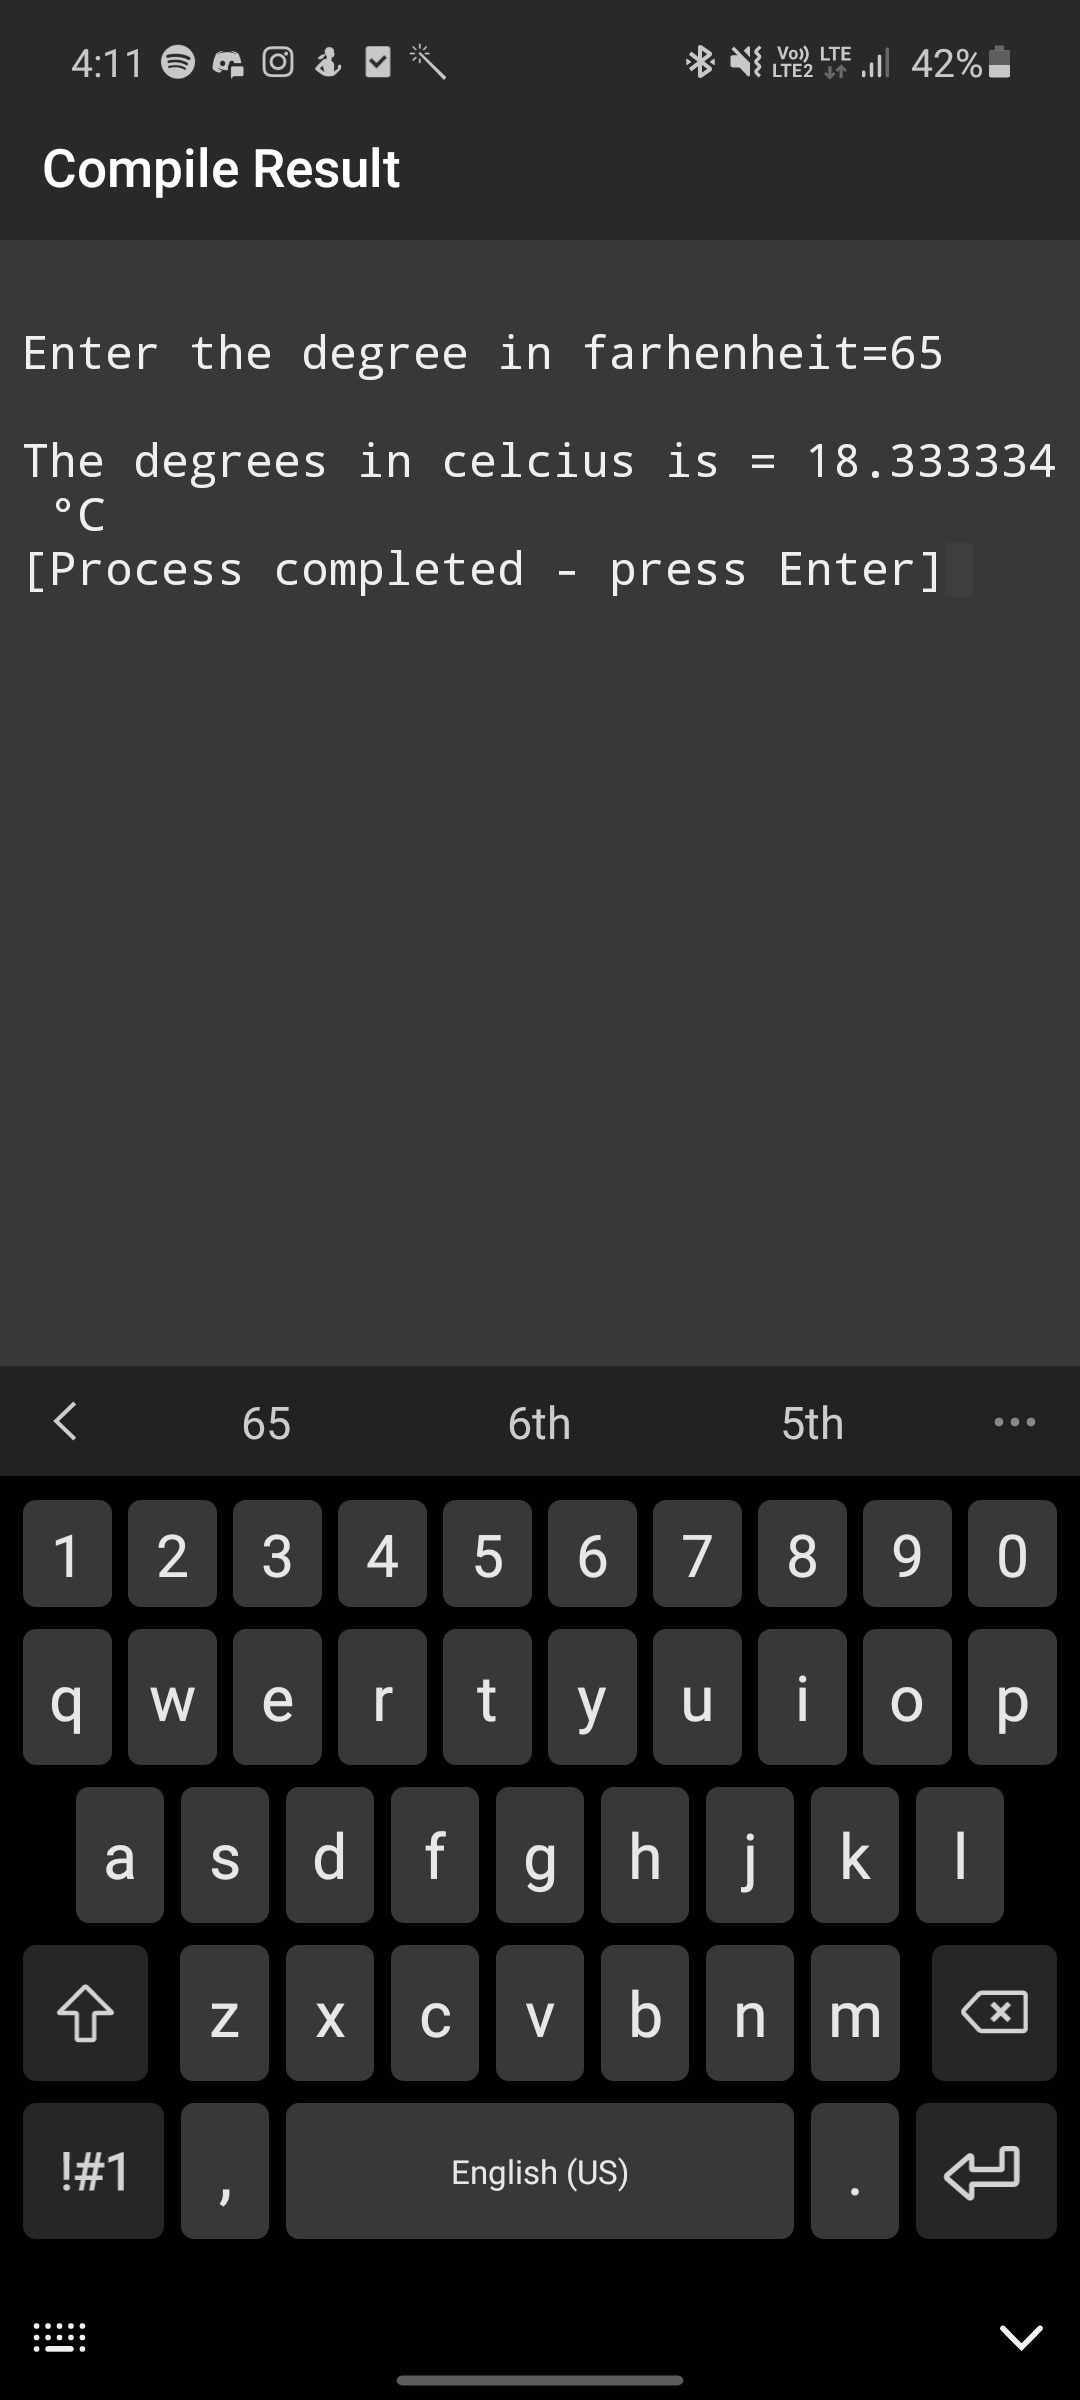 4:11 Vo)) LTE LTE2 42%
Compile Result
Enter the degree in farhenheit=65
The degrees in celcius is = 18.333334
°C
[Process completed - press Enter]
65 6th 5th
1 2 3 4 5 6 7 8 9 0
q w e r t y u i o p
a s d f g h j k l
z x c v b n m
!#1 , English (US) .